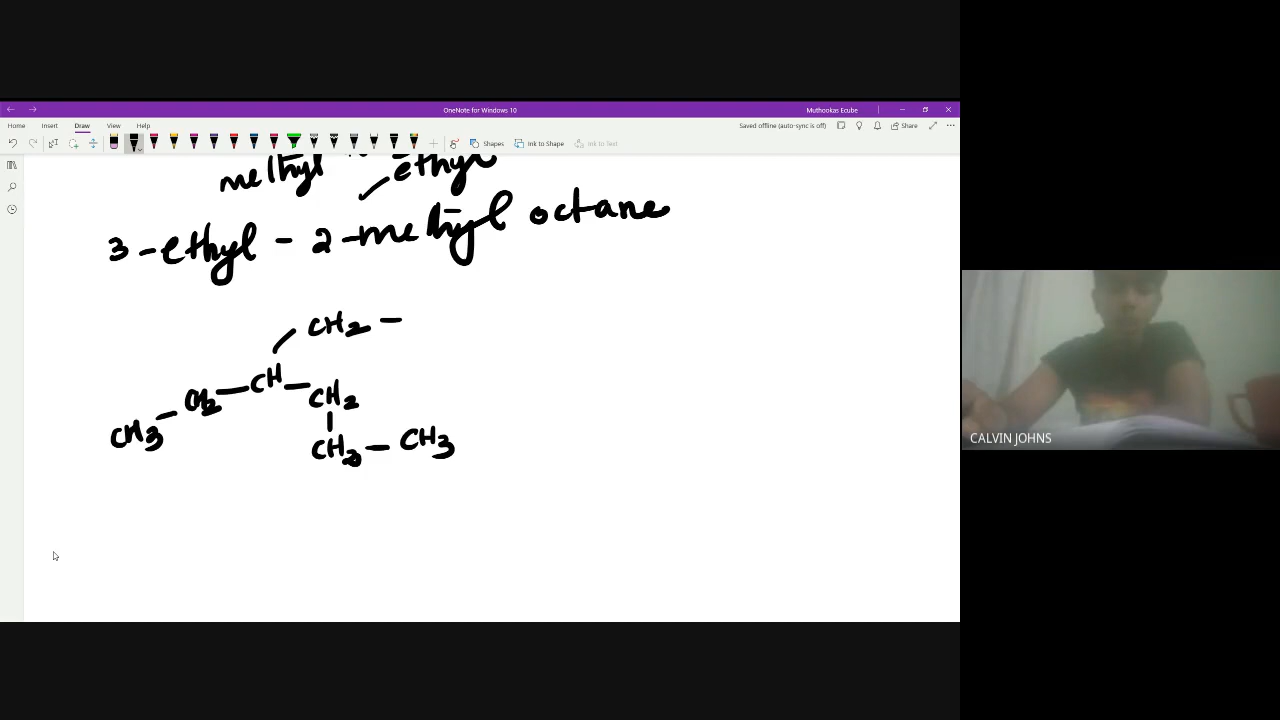 OneNote for Windows 10
Muthookas Ecube
Home Insert Draw View Help
Saved offline (auto-sync is off)
Share
Shapes
Ink to Shape
Ink to Text
methyl ethyl
3-ethyl-2-methyl octane
CH2 -
CH3 - CH2 - CH - CH2
CH2 - CH3
CALVIN JOHNS